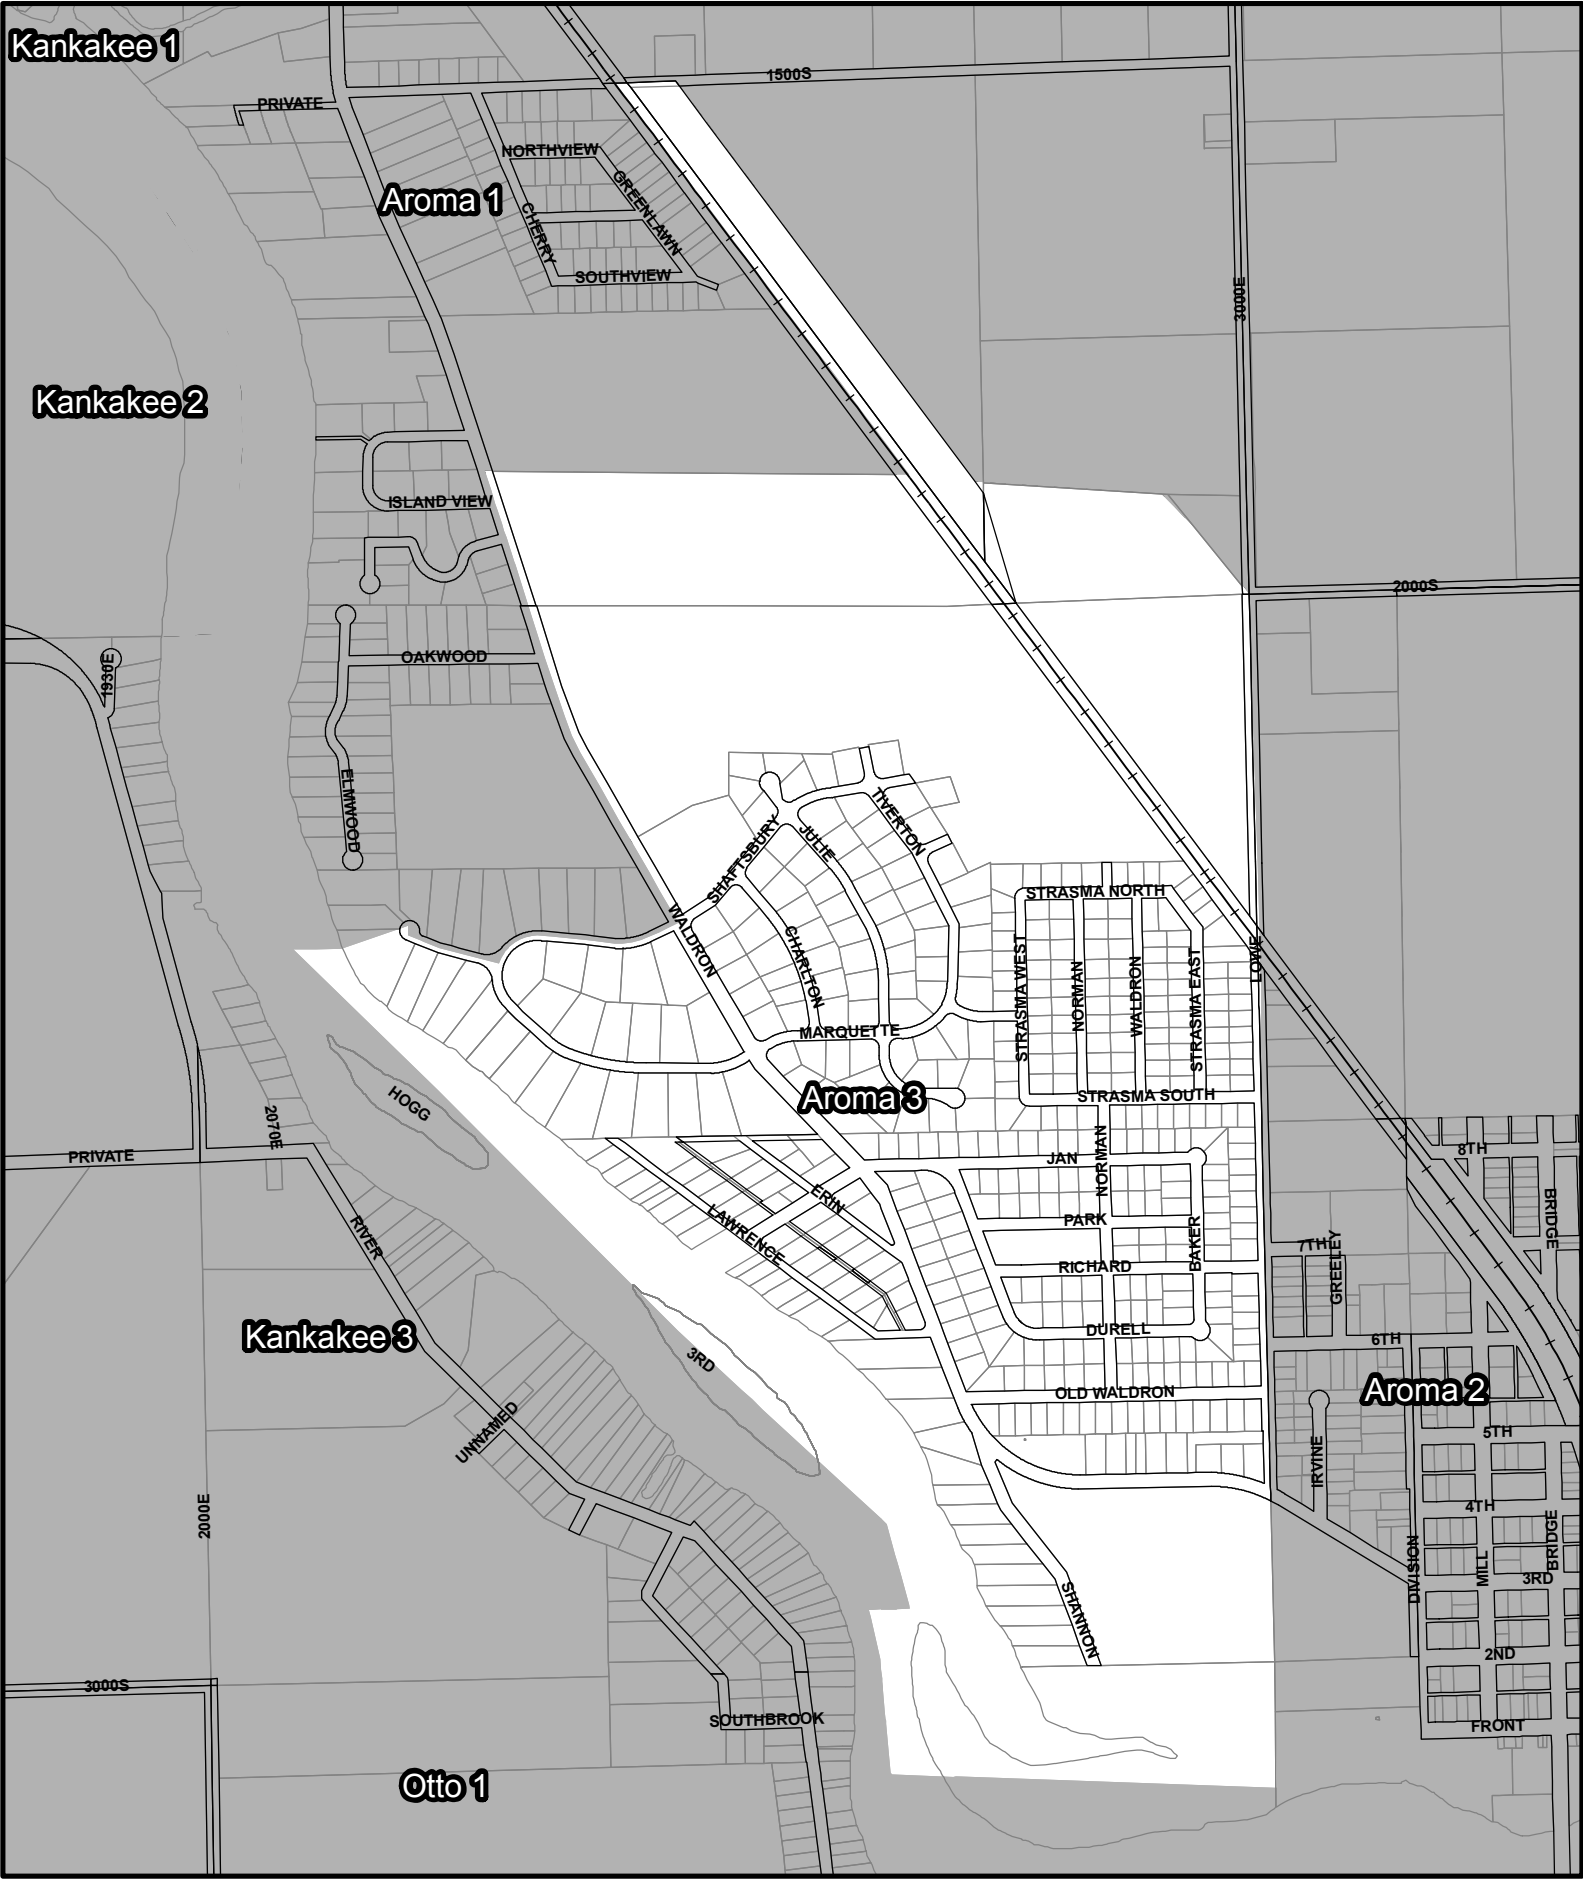 Kankakee 1
1500S
PRIVATE
NORTHVIEW
Aroma 1
GREENLAWN
CHERRY
SOUTHVIEW
3000E
Kankakee 2
ISLAND VIEW
2000S
OAKWOOD
1930E
ELMWOOD
TIVERTON
SHAFTSBURY
JULIE
STRASMA NORTH
WALDRON
CHARLTON
STRASMA WEST
NORMAN
WALDRON
STRASMA EAST
LOWE
MARQUETTE
Aroma 3
STRASMA SOUTH
HOGG
2070E
PRIVATE
8TH
JAN
NORMAN
ERIN
LAWRENCE
PARK
BAKER
BRIDGE
RIVER
7TH
GREELEY
RICHARD
Kankakee 3
DURELL
6TH
3RD
OLD WALDRON
Aroma 2
UNNAMED
5TH
IRVINE
2000E
4TH
DIVISION
MILL
BRIDGE
3RD
SHANNON
2ND
3000S
SOUTHBROOK
FRONT
Otto 1